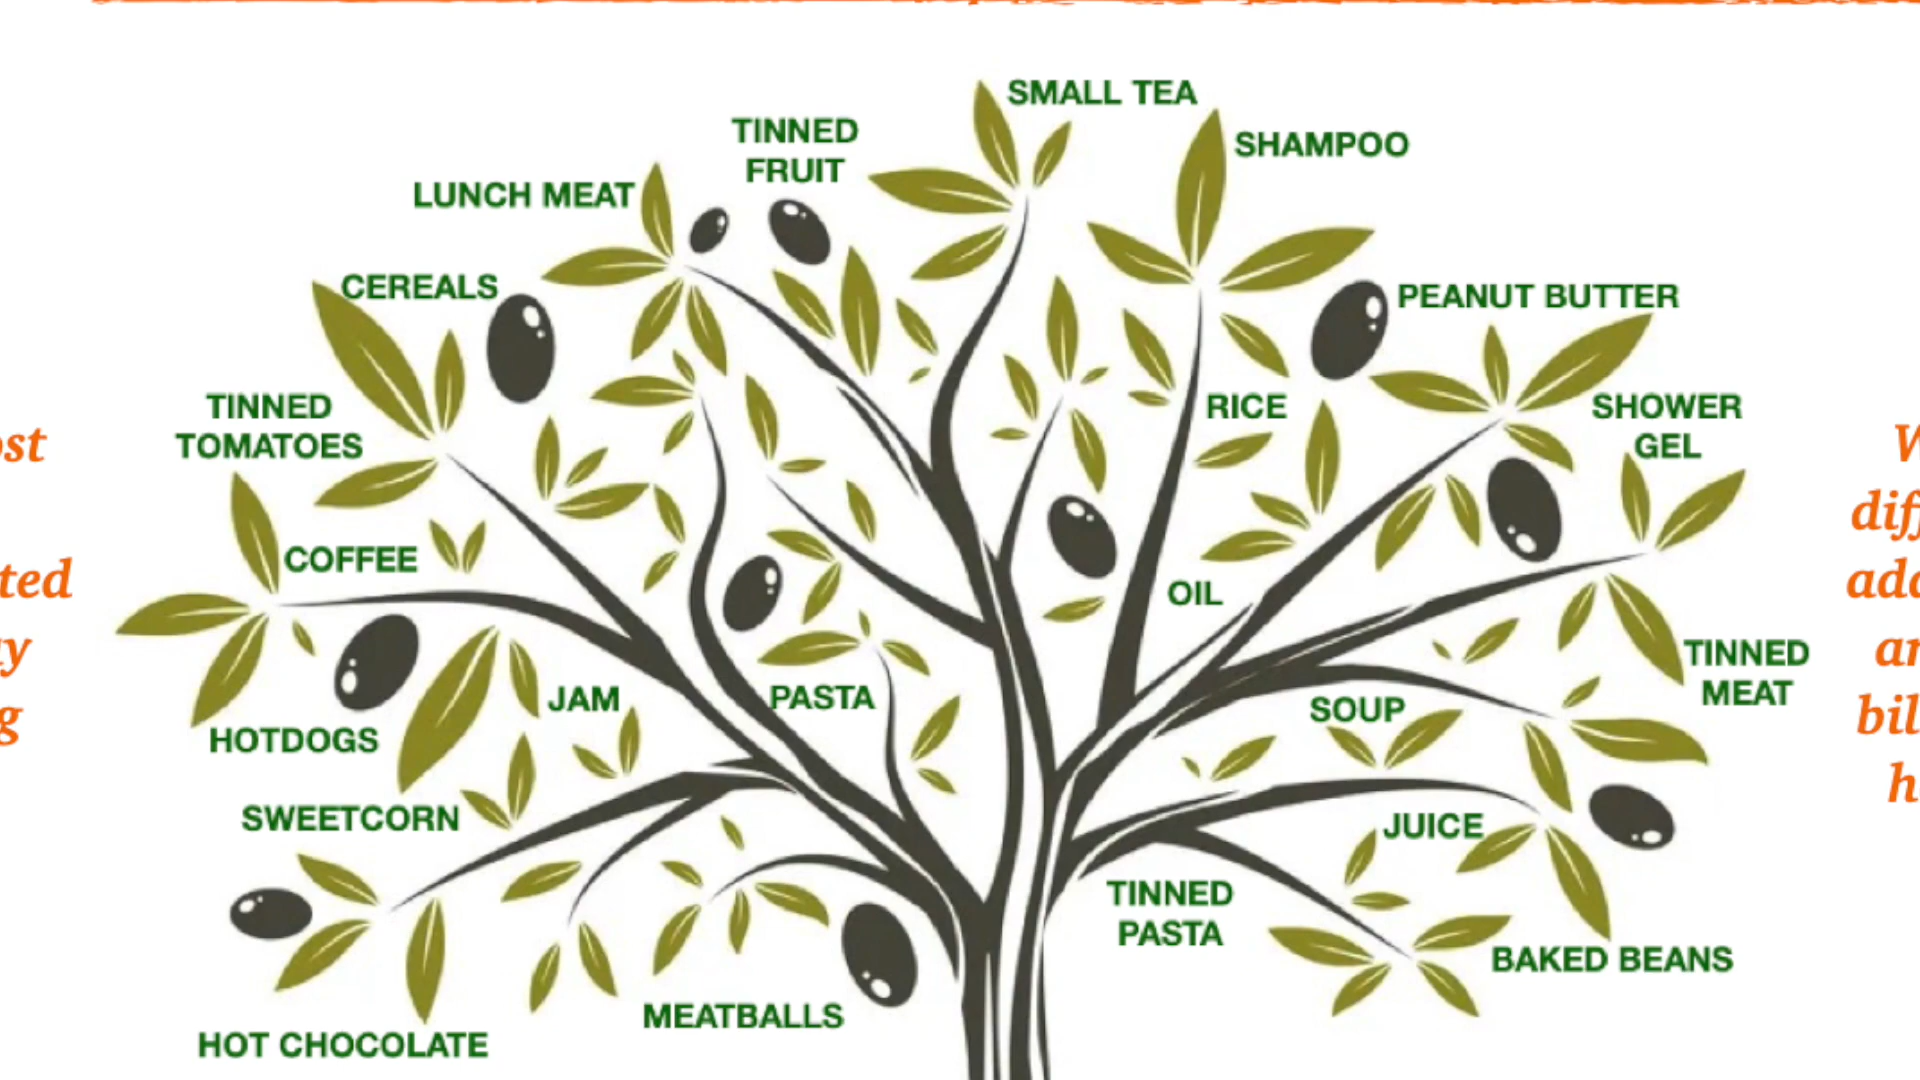 SMALL TEA
TINNED
FRUIT
SHAMPOO
LUNCH MEAT
CEREALS
PEANUT BUTTER
TINNED
TOMATOES
RICE
SHOWER
GEL
COFFEE
OIL
TINNED
MEAT
JAM
PASTA
SOUP
HOTDOGS
SWEETCORN
JUICE
TINNED
PASTA
BAKED BEANS
MEATBALLS
HOT CHOCOLATE